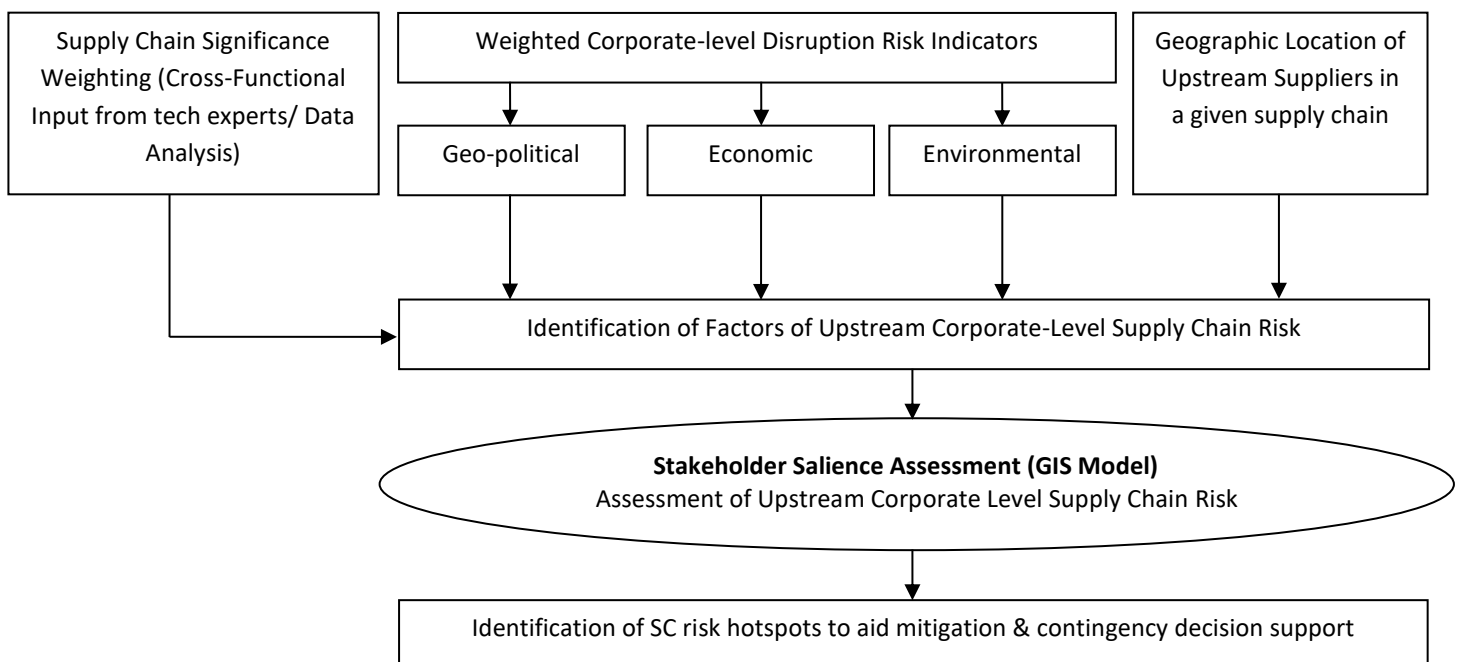 Supply Chain Significance
Weighting (Cross-Functional
Input from tech experts/ Data
Analysis)
Weighted Corporate-level Disruption Risk Indicators
Geo-political
Economic
Environmental
Geographic Location of
Upstream Suppliers in
a given supply chain
Identification of Factors of Upstream Corporate-Level Supply Chain Risk
Stakeholder Salience Assessment (GIS Model)
Assessment of Upstream Corporate Level Supply Chain Risk
Identification of SC risk hotspots to aid mitigation & contingency decision support